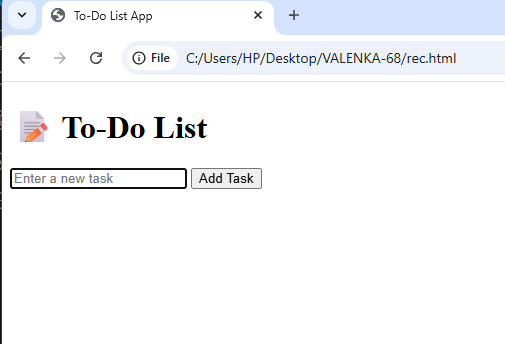 To-Do List App
File C:/Users/HP/Desktop/VALENKA-68/rec.html
📝 To-Do List
Enter a new task Add Task